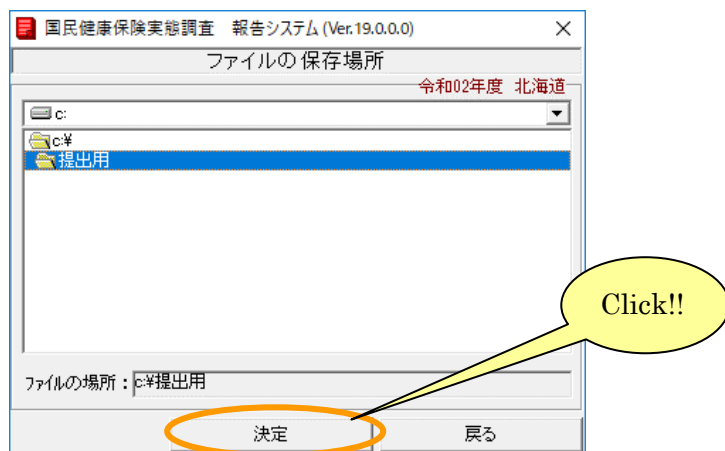 国民健康保険実態調査 報告システム (Ver.19.0.0.0)
ファイルの保存場所
令和02年度 北海道
c:
c:¥
提出用
Click!!
ファイルの場所：c:¥提出用
決定 戻る